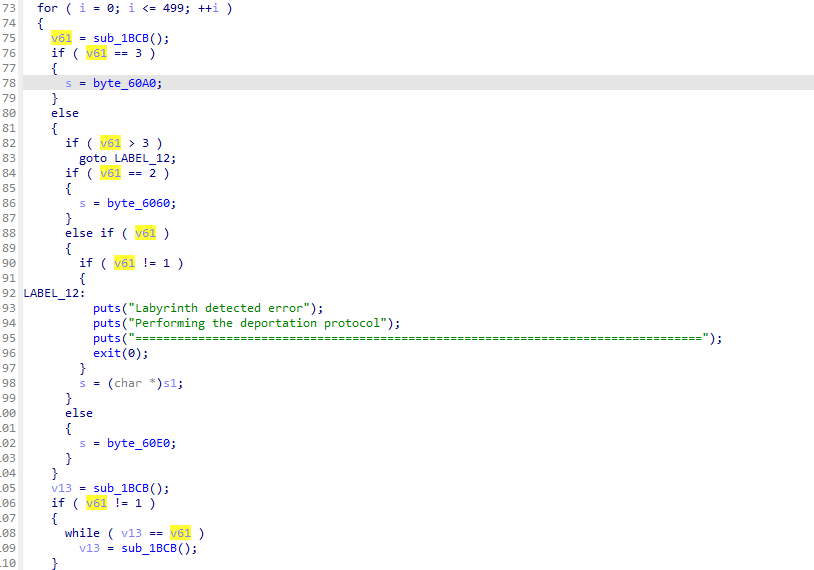 73 for ( i = 0; i <= 499; ++i )
74 {
75 v61 = sub_1BCB();
76 if ( v61 == 3 )
77 {
78 s = byte_60A0;
79 }
80 else
81 {
82 if ( v61 > 3 )
83 goto LABEL_12;
84 if ( v61 == 2 )
85 {
86 s = byte_6060;
87 }
88 else if ( v61 )
89 {
90 if ( v61 != 1 )
91 {
92 LABEL_12:
93 puts("Labyrinth detected error");
94 puts("Performing the deportation protocol");
95 puts("=================================================================================");
96 exit(0);
97 }
98 s = (char *)s1;
99 }
00 else
01 {
02 s = byte_60E0;
03 }
04 }
05 v13 = sub_1BCB();
06 if ( v61 != 1 )
07 {
08 while ( v13 == v61 )
09 v13 = sub_1BCB();
10 }